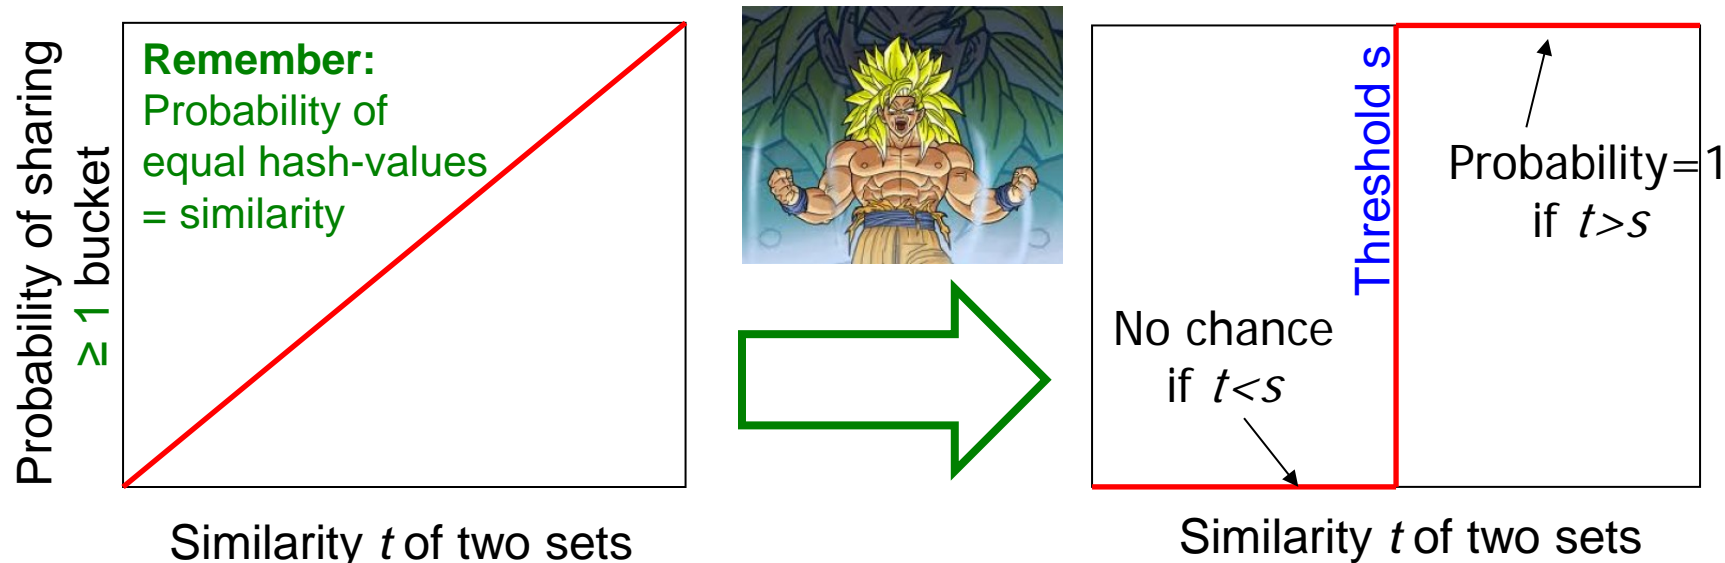 Probability of sharing
≥ 1 bucket
Remember:
Probability of
equal hash-values
= similarity
Similarity t of two sets
Threshold s
No chance
if t<s
Probability=1
if t>s
Similarity t of two sets